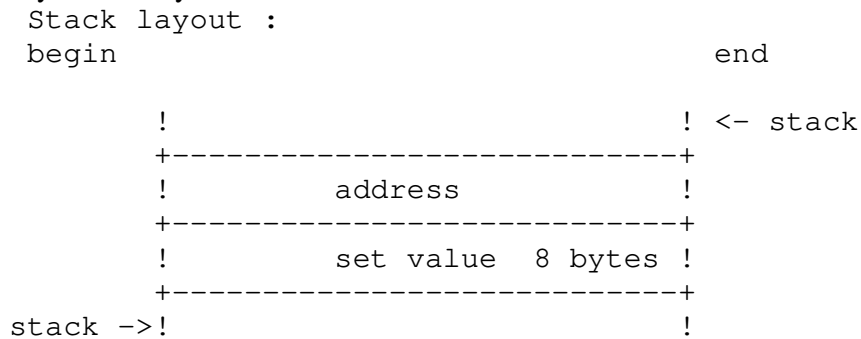 Stack layout :
begin                                  end
!                             ! <- stack
+----------------------------+
!         address             !
+----------------------------+
!         set value  8 bytes !
+----------------------------+
stack ->!                             !